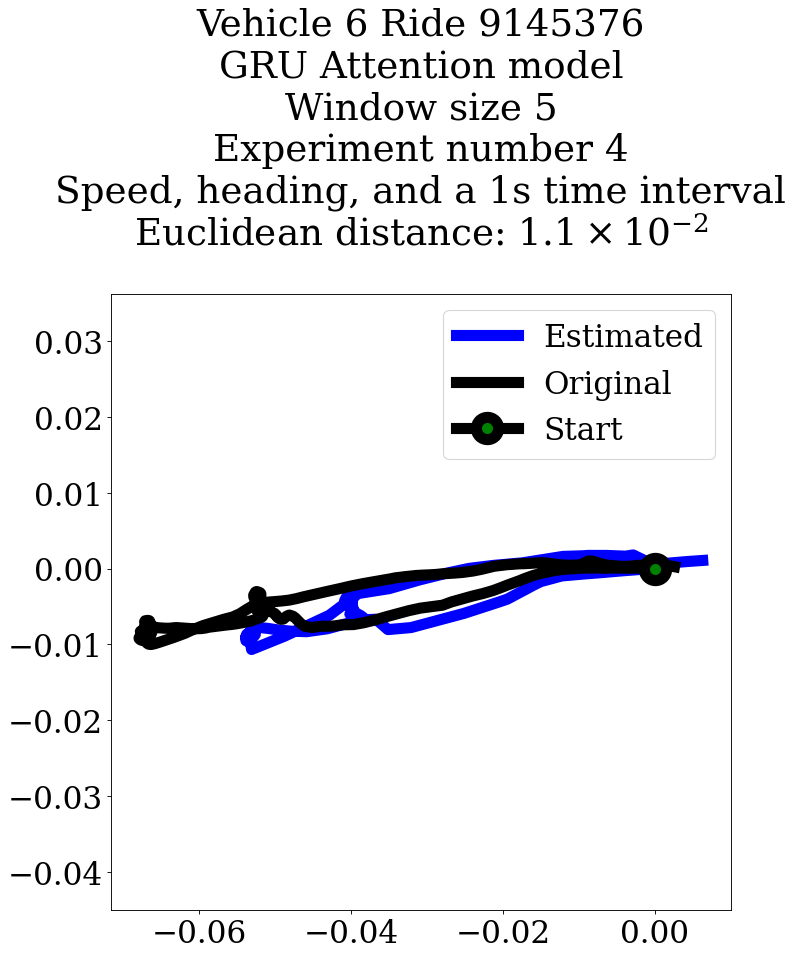 Vehicle 6 Ride 9145376
GRU Attention model
Window size 5
Experiment number 4
Speed, heading, and a 1s time interval
Euclidean distance: 1.1 × 10⁻²
Estimated
Original
Start
0.03
0.02
0.01
0.00
−0.01
−0.02
−0.03
−0.04
−0.06
−0.04
−0.02
0.00